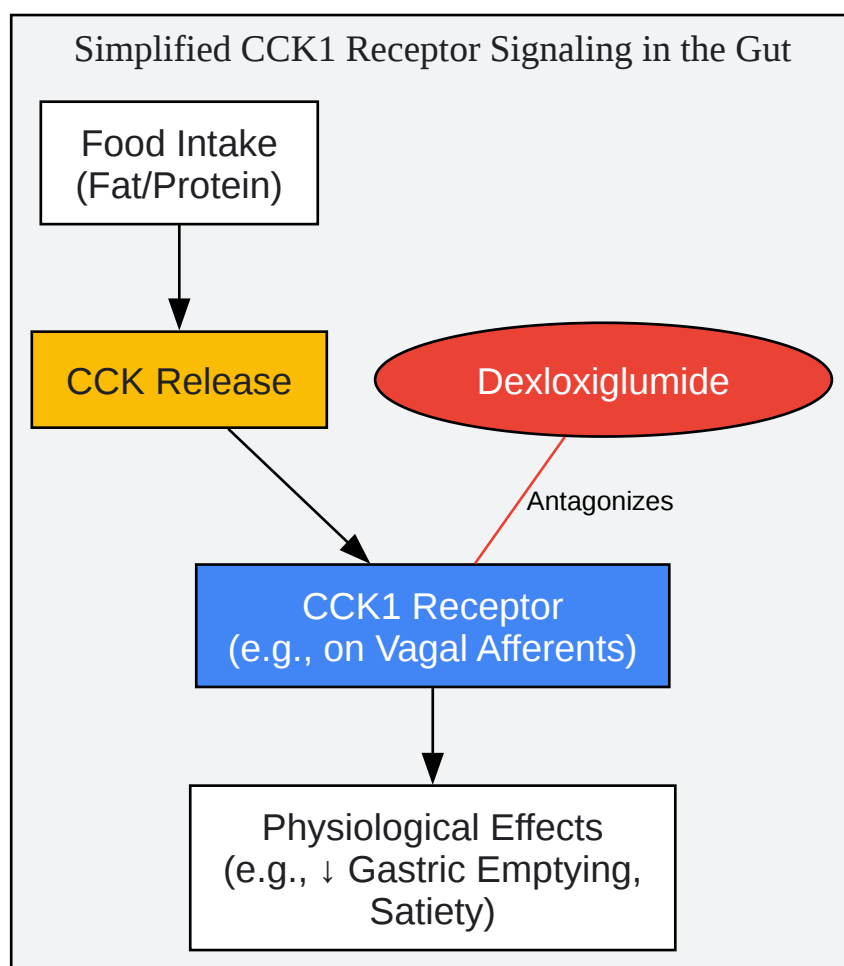 Simplified CCK1 Receptor Signaling in the Gut
Food Intake
(Fat/Protein)
CCK Release
Dexloxiglumide
Antagonizes
CCK1 Receptor
(e.g., on Vagal Afferents)
Physiological Effects
(e.g., ↓ Gastric Emptying,
Satiety)